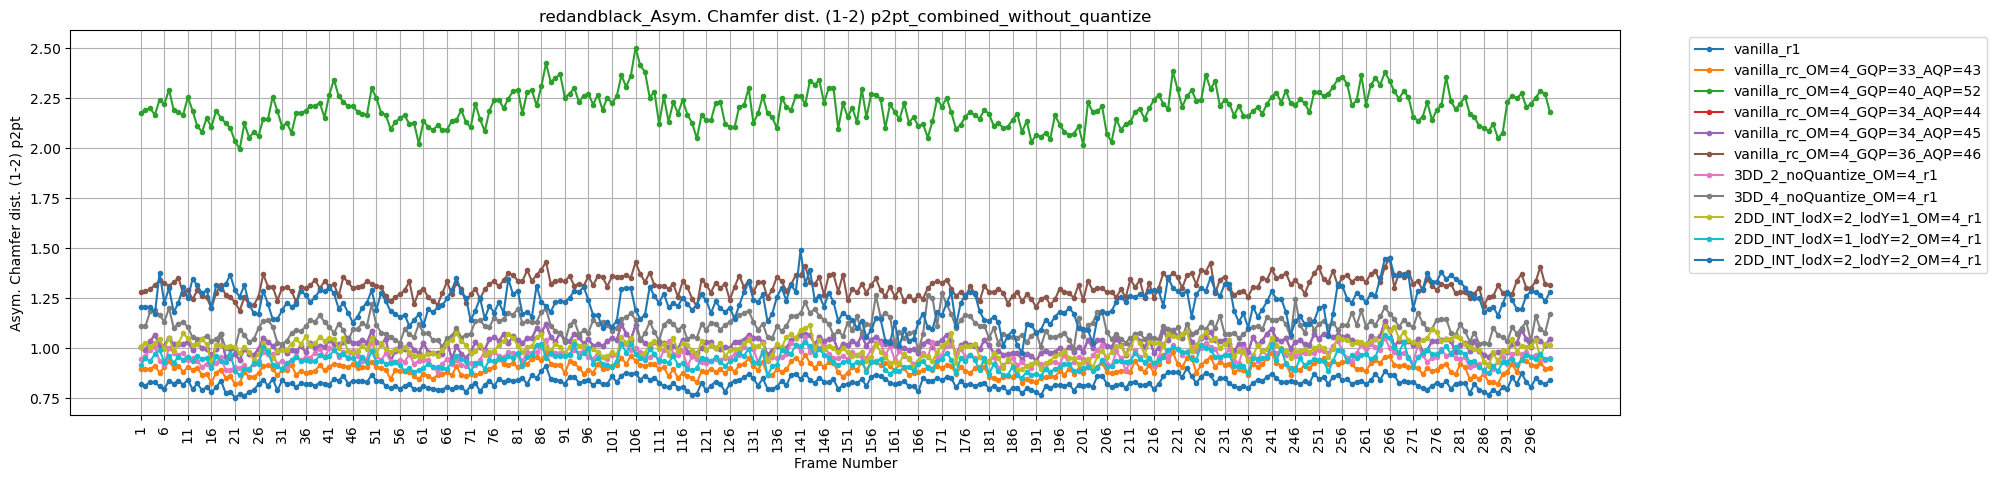 redandblack_Asym. Chamfer dist. (1-2) p2pt_combined_without_quantize
Asym. Chamfer dist. (1-2) p2pt
2.50
2.25
2.00
1.75
1.50
1.25
1.00
0.75
1 6 11 16 21 26 31 36 41 46 51 56 61 66 71 76 81 86 91 96 101 106 111 116 121 126 131 136 141 146 151 156 161 166 171 176 181 186 191 196 201 206 211 216 221 226 231 236 241 246 251 256 261 266 271 276 281 286 291 296
Frame Number
vanilla_r1
vanilla_rc_OM=4_GQP=33_AQP=43
vanilla_rc_OM=4_GQP=40_AQP=52
vanilla_rc_OM=4_GQP=34_AQP=44
vanilla_rc_OM=4_GQP=34_AQP=45
vanilla_rc_OM=4_GQP=36_AQP=46
3DD_2_noQuantize_OM=4_r1
3DD_4_noQuantize_OM=4_r1
2DD_INT_lodX=2_lodY=1_OM=4_r1
2DD_INT_lodX=1_lodY=2_OM=4_r1
2DD_INT_lodX=2_lodY=2_OM=4_r1